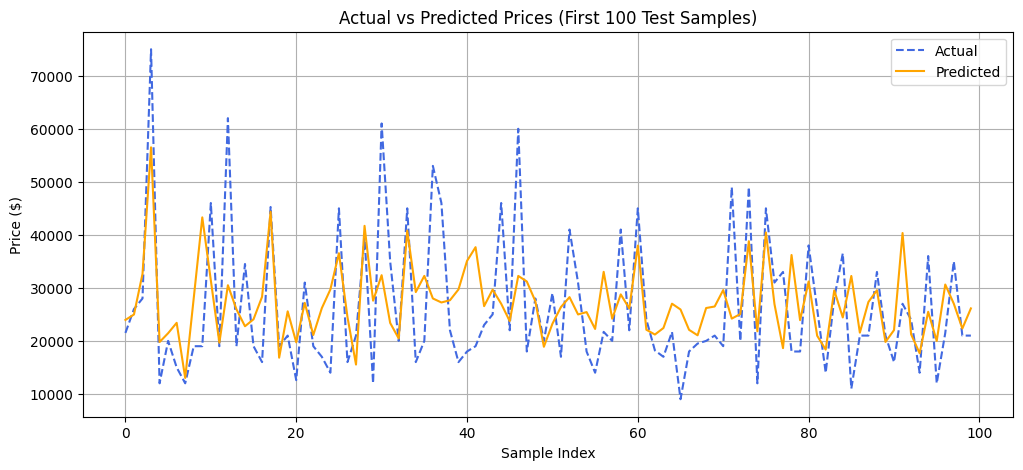 Actual vs Predicted Prices (First 100 Test Samples)
Actual
Predicted
Price ($)
70000
60000
50000
40000
30000
20000
10000
0 20 40 60 80 100
Sample Index